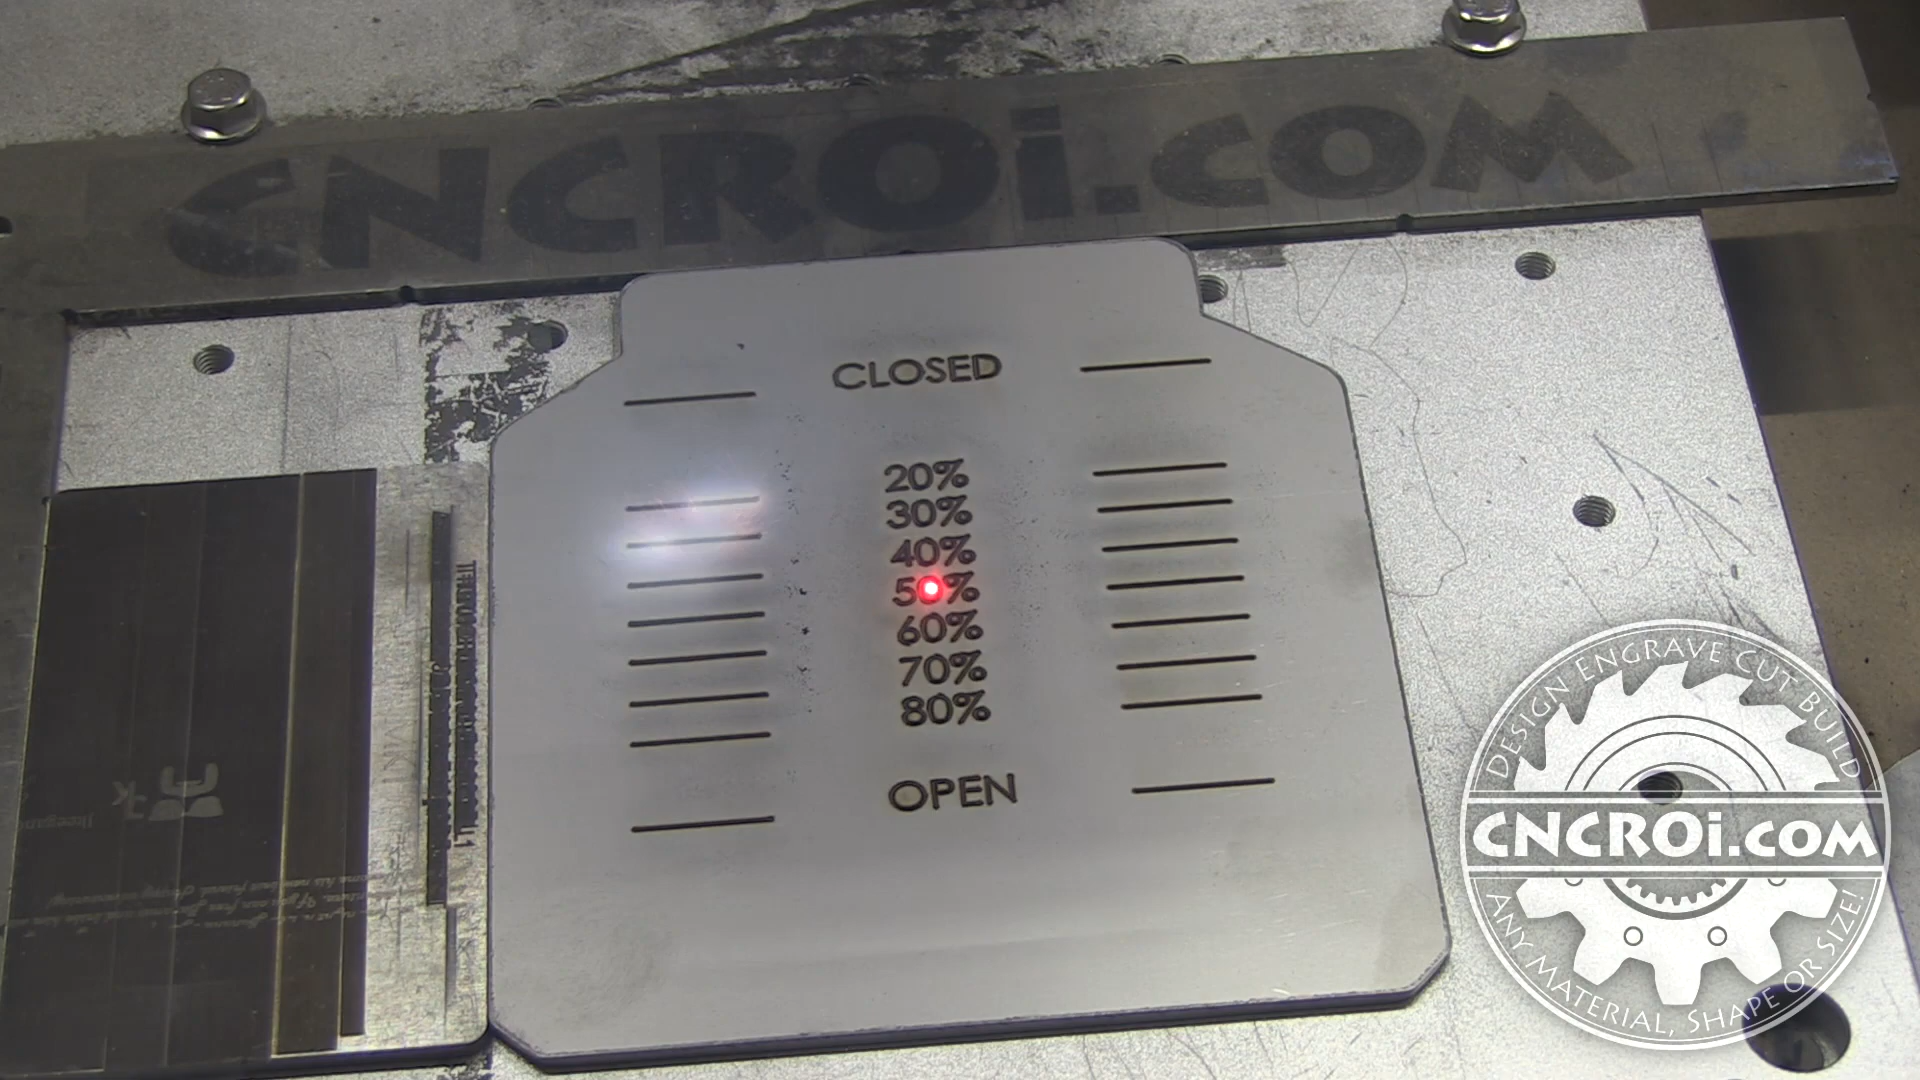 CNCROi.COM
CLOSED
20%
30%
40%
50%
60%
70%
80%
OPEN
DESIGN ENGRAVE CUT BUILD
CNCROi.COM
ANY MATERIAL, SHAPE OR SIZE!